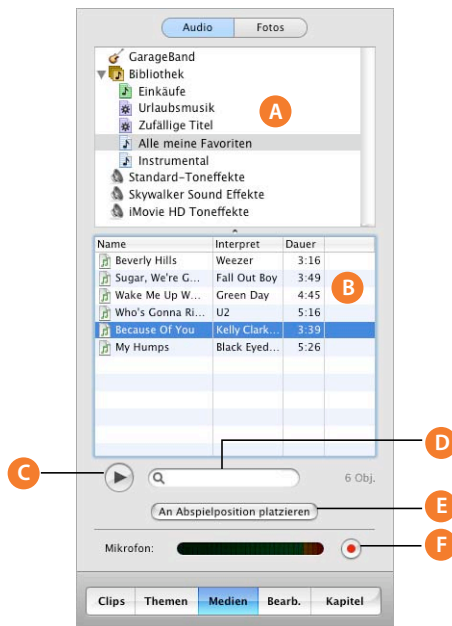 Audio Fotos
GarageBand
Bibliothek
Einkäufe
Urlaubsmusik
A
Zufällige Titel
Alle meine Favoriten
Instrumental
Standard-Toneffekte
Skywalker Sound Effekte
iMovie HD Toneffekte
Name Interpret Dauer
Beverly Hills Weezer 3:16
Sugar, We're G... Fall Out Boy 3:49
B
Wake Me Up W... Green Day 4:45
Who's Gonna Ri... U2 5:16
Because Of You Kelly Clark... 3:39
My Humps Black Eyed... 5:26
D
C
6 Obj.
An Abspielposition platzieren
E
Mikrofon:
F
Clips Themen Medien Bearb. Kapitel